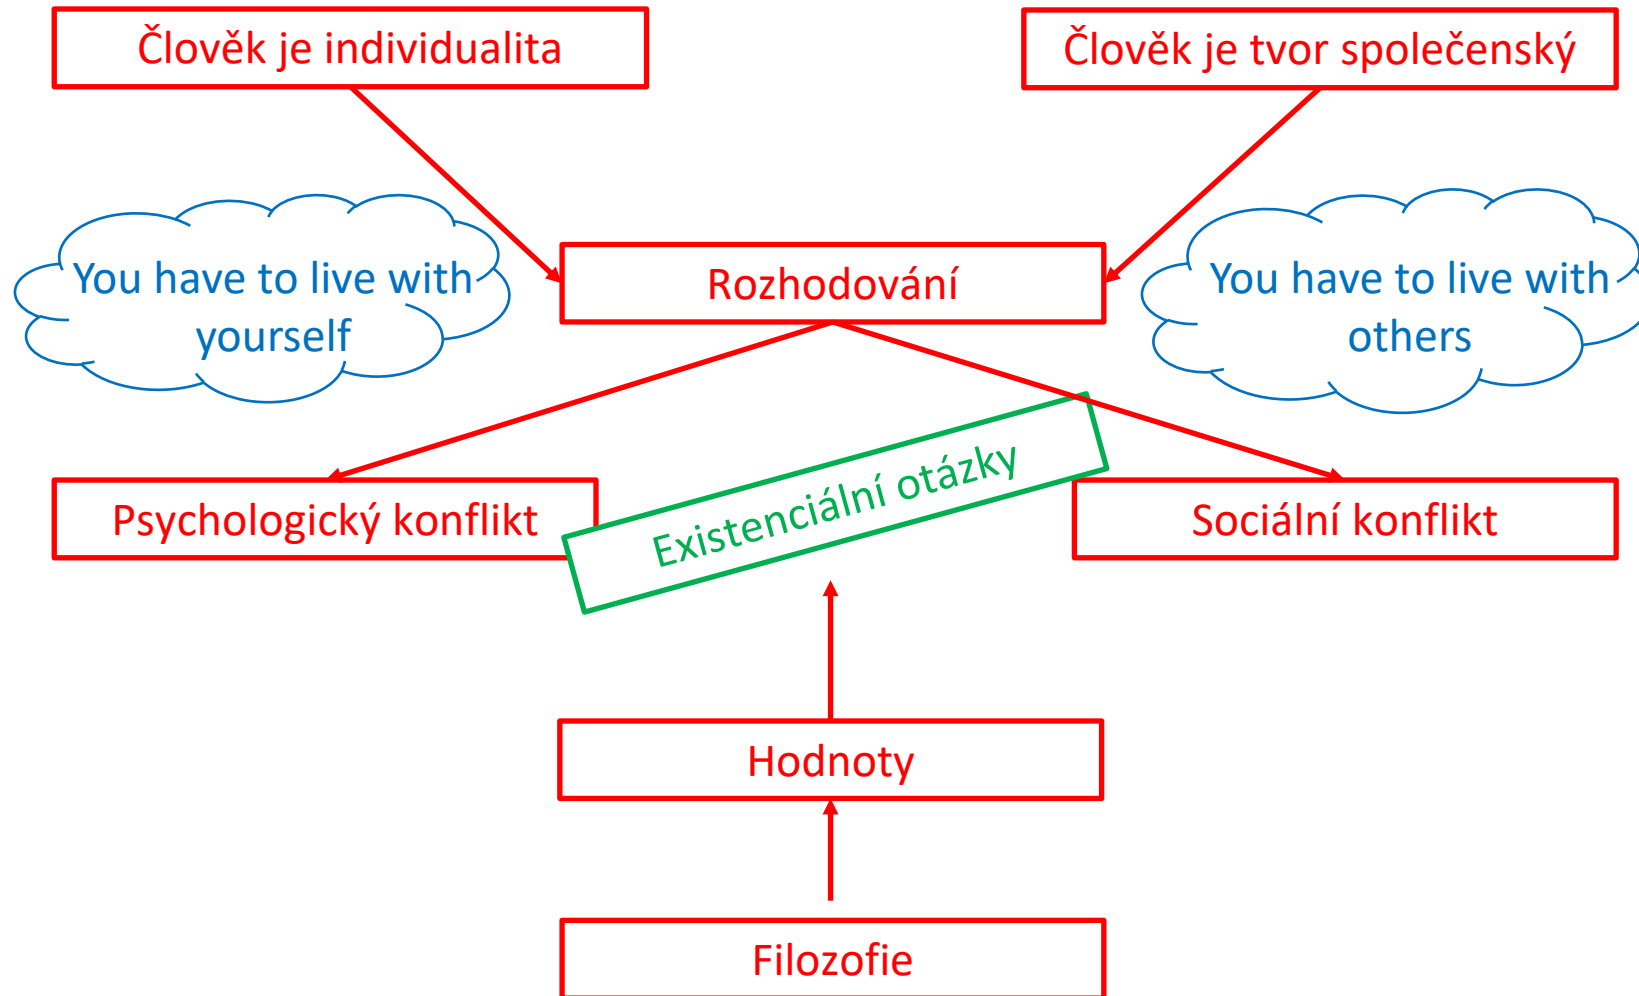 Člověk je individualita
Člověk je tvor společenský
You have to live with
yourself
Rozhodování
You have to live with
others
Psychologický konflikt
Existenciální otázky
Sociální konflikt
Hodnoty
Filozofie